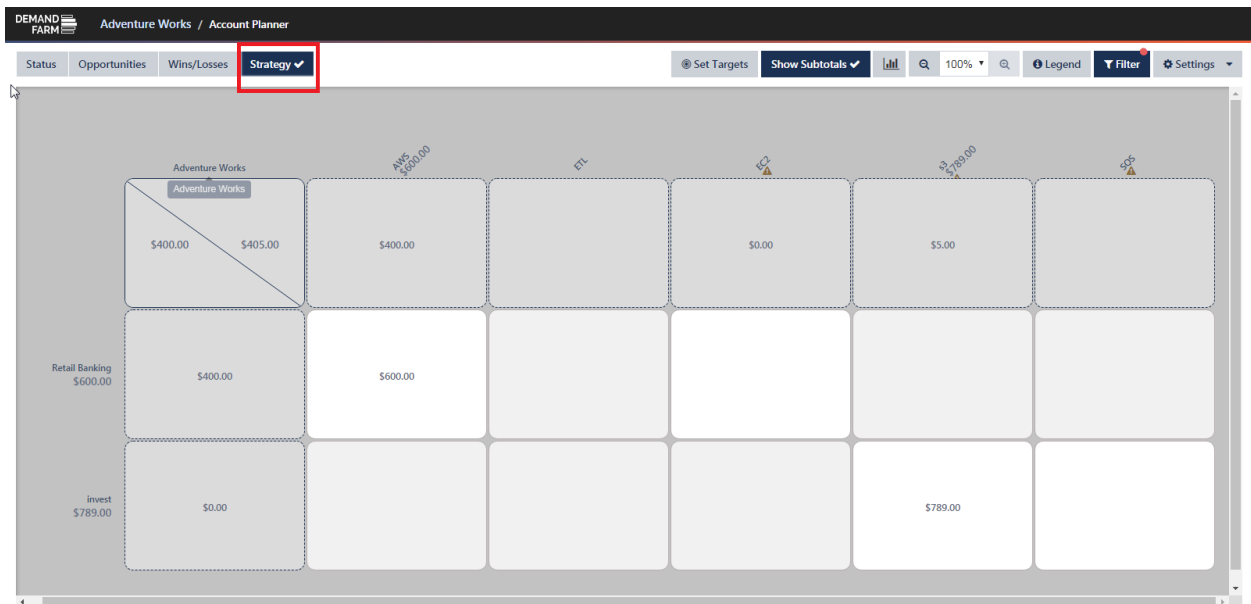 DEMAND
FARM
Adventure Works / Account Planner
Status Opportunities Wins/Losses Strategy ✔ Set Targets Show Subtotals ✔ 100% Legend Filter Settings
Adventure Works
AWS
$600.00
ETL
EC2
s3
$789.00
SQS
Adventure Works
$400.00 $405.00 $400.00 $0.00 $5.00
Retail Banking
$600.00
$400.00 $600.00
invest
$789.00
$0.00 $789.00